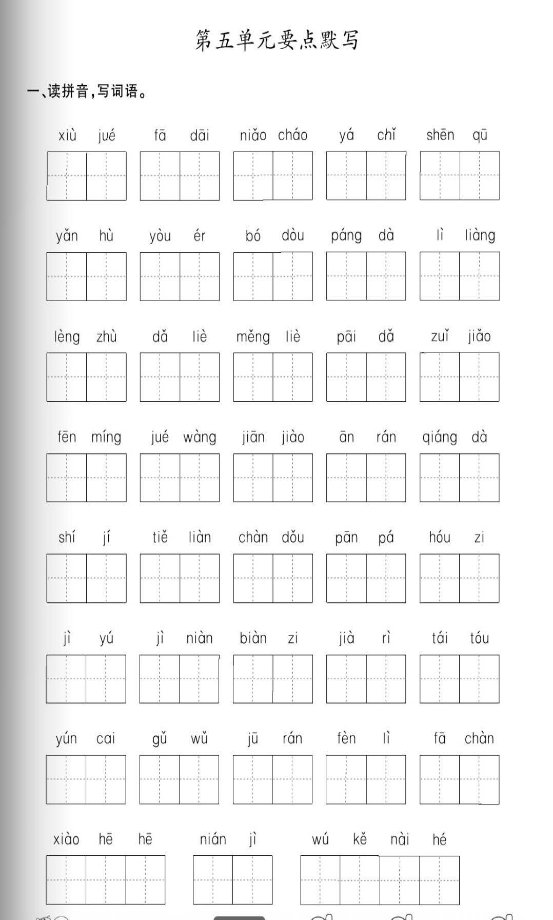 第五单元要点默写
一、读拼音，写词语。
xiù jué fā dāi niǎo cháo yá chǐ shēn qū
yǎn hù yòu ér bó dòu páng dà lì liàng
lèng zhù dǎ liè měng liè pāi dǎ zuǐ jiǎo
fēn míng jué wàng jiān jiào ān rán qiáng dà
shí jí tiě liàn chàn dǒu pān pá hóu zi
jì yú jì niàn biàn zi jià rì tái tóu
yún cai gǔ wǔ jū rán fèn lì fā chàn
xiào hē hē nián jì wú kě nài hé